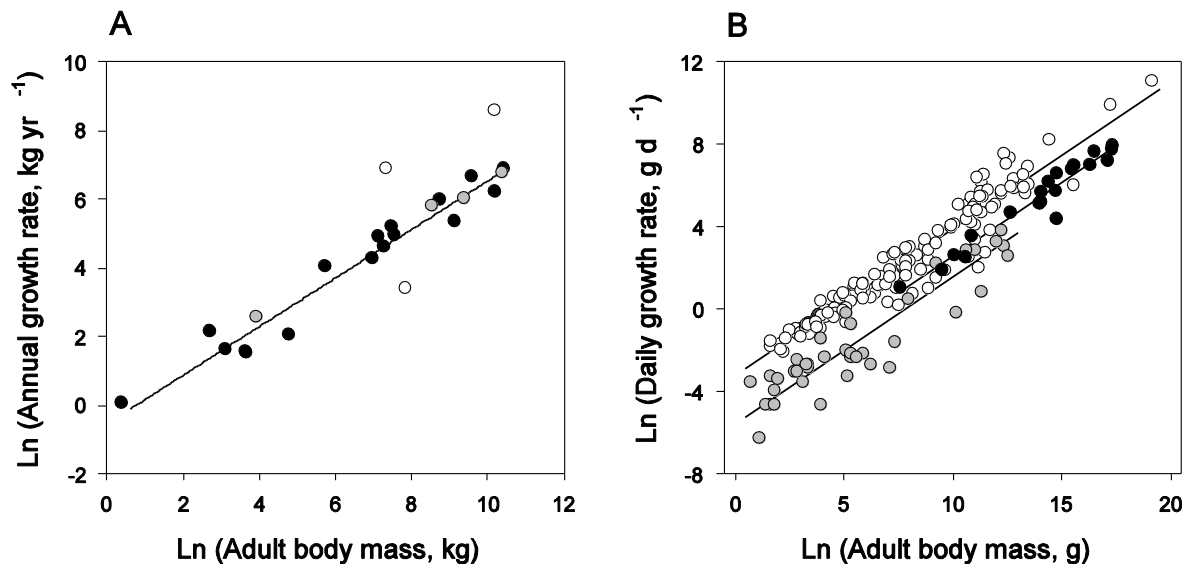 A
B
Ln (Annual growth rate, kg yr -1)
10
8
6
4
2
0
-2
0 2 4 6 8 10 12
Ln (Adult body mass, kg)
Ln (Daily growth rate, g d -1)
12
8
4
0
-4
-8
0 5 10 15 20
Ln (Adult body mass, g)